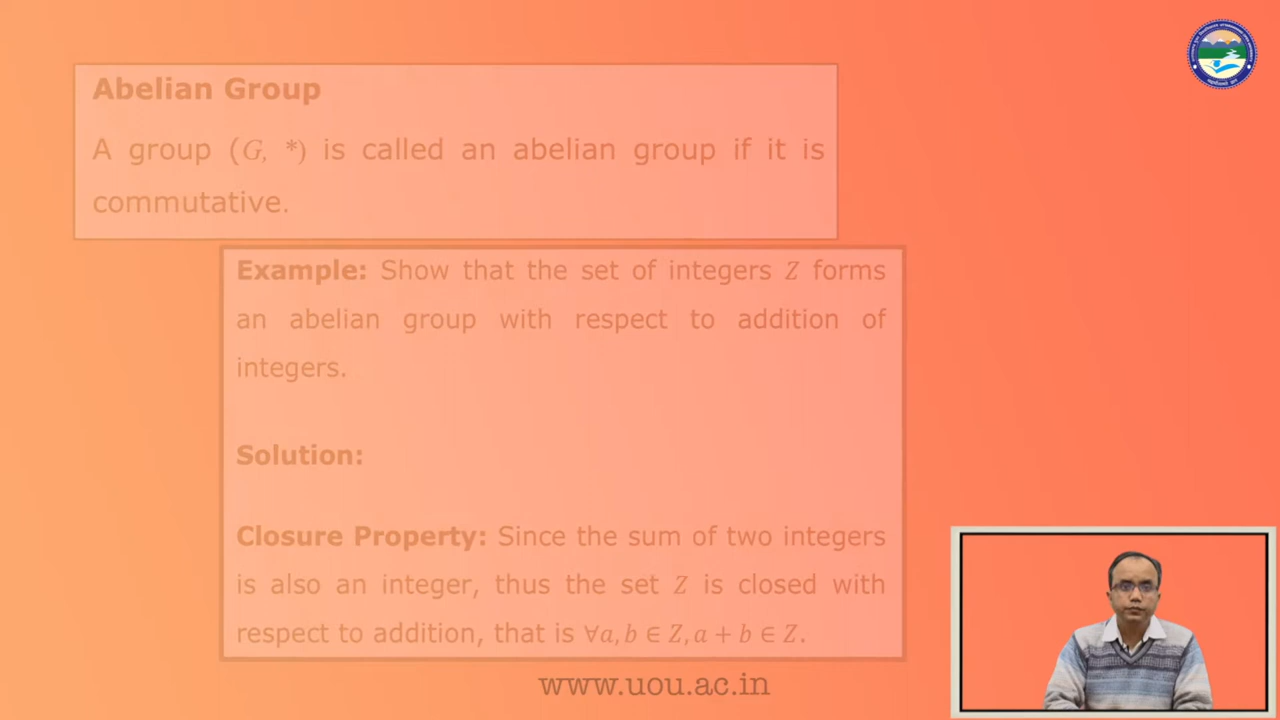 Abelian Group
A group (G, *) is called an abelian group if it is
commutative.
Example: Show that the set of integers Z forms
an abelian group with respect to addition of
integers.
Solution:
Closure Property: Since the sum of two integers
is also an integer, thus the set Z is closed with
respect to addition, that is ∀a, b ∈ Z, a + b ∈ Z.
www.uou.ac.in